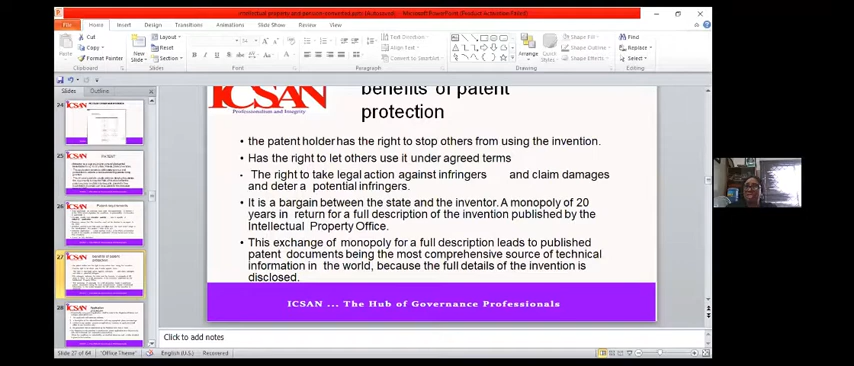 intellectual property and patents corrected.pptx [Autosaved] - Microsoft PowerPoint (Product Activation Failed)
File Home Insert Design Transitions Animations Slide Show Review View
Paste
Cut
Copy
Format Painter
Clipboard
New Slide
Layout
Reset
Section
Slides
Font
Paragraph
Text Direction
Align Text
Convert to SmartArt
Arrange
Quick
Styles
Shape Fill
Shape Outline
Shape Effects
Drawing
Find
Replace
Select
Editing
Slides Outline
24
25
26
27
28
ICSAN
Professionalism and Integrity
benefits of patent
protection
• the patent holder has the right to stop others from using the invention.
• Has the right to let others use it under agreed terms
• The right to take legal action against infringers and claim damages
and deter a potential infringers.
• It is a bargain between the state and the inventor. A monopoly of 20
years in return for a full description of the invention published by the
Intellectual Property Office.
• This exchange of monopoly for a full description leads to published
patent documents being the most comprehensive source of technical
information in the world, because the full details of the invention is
disclosed.
ICSAN ... The Hub of Governance Professionals
Click to add notes
Slide 27 of 64 "Office Theme" English (U.S.) Recovered